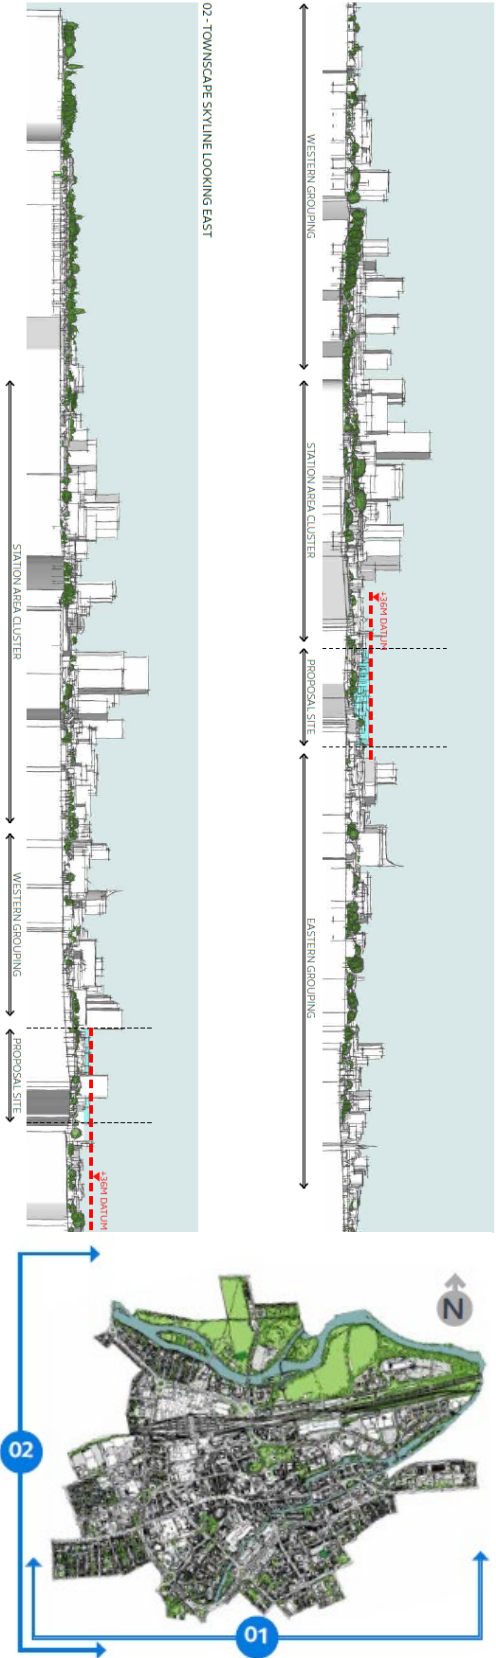 WESTERN GROUPING
STATION AREA CLUSTER
+36M DATUM
PROPOSAL SITE
EASTERN GROUPING
02 - TOWNSCAPE SKYLINE LOOKING EAST
STATION AREA CLUSTER
WESTERN GROUPING
PROPOSAL SITE
+36M DATUM
N
02
01